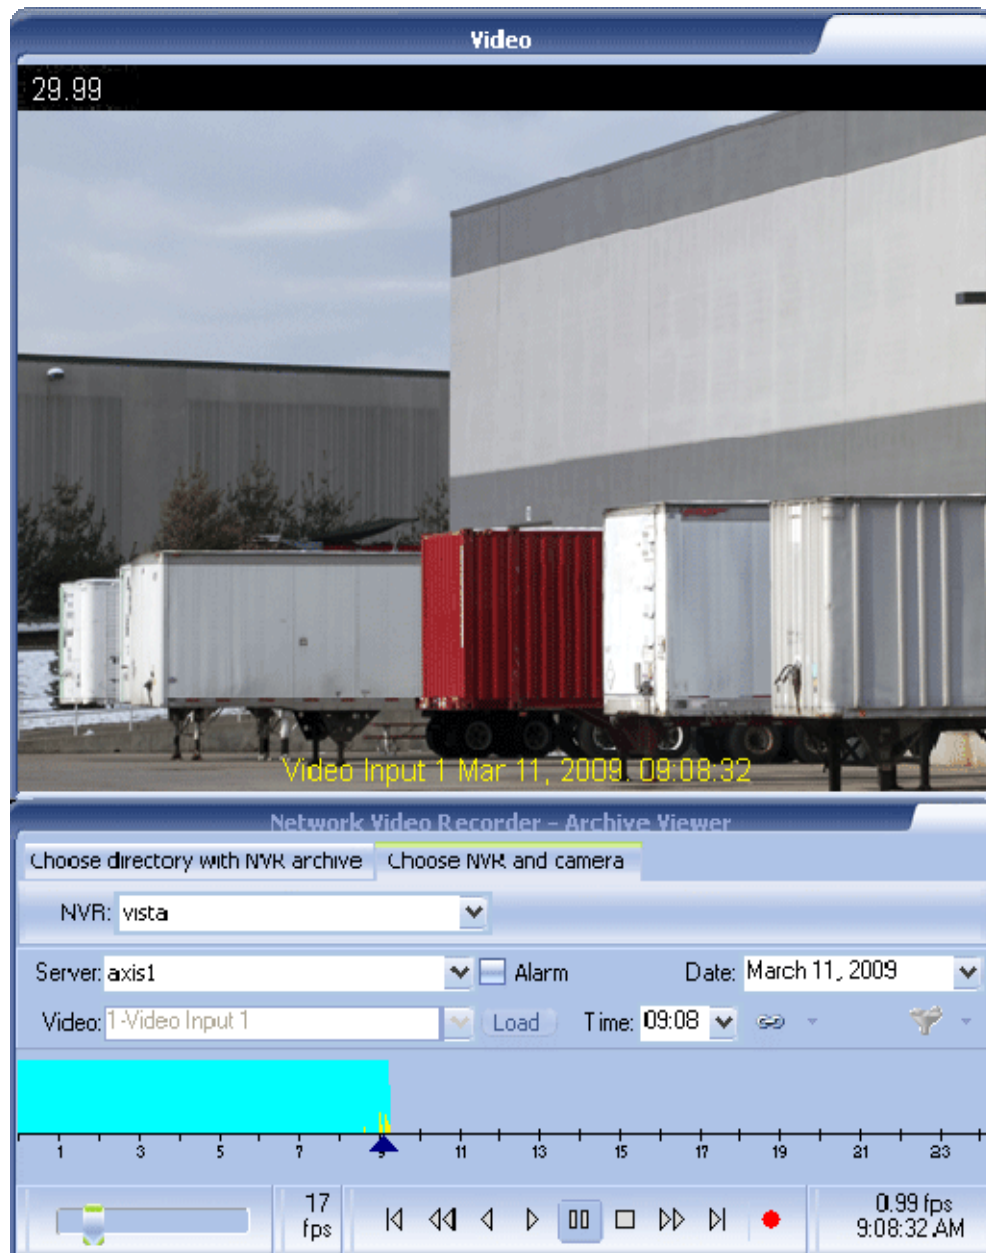 Video
29.99
Video Input 1 Mar 11, 2009 09:08:32
Network Video Recorder - Archive Viewer
Choose directory with NVR archive Choose NVR and camera
NVR: vista
Server: axis1 Alarm Date: March 11, 2009
Video: 1-Video Input 1 Load Time: 09:08
1 3 5 7 9 11 13 15 17 19 21 23
17 fps
0.99 fps
9:08:32 AM